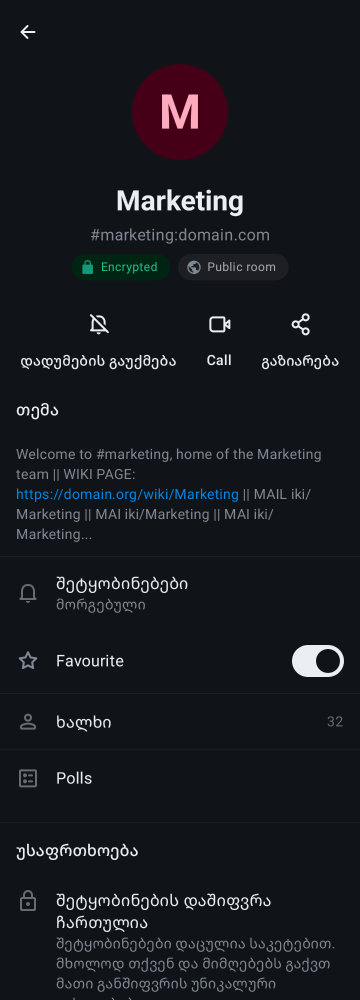 M
Marketing
#marketing:domain.com
Encrypted Public room
დადუმების გაუქმება Call გაზიარება
თემა
Welcome to #marketing, home of the Marketing
team || WIKI PAGE:
https://domain.org/wiki/Marketing || MAIL iki/
Marketing || MAI iki/Marketing || MAI iki/
Marketing...
შეტყობინებები
მორგებული
Favourite
ხალხი 32
Polls
უსაფრთხოება
შეტყობინების დაშიფვრა
ჩართულია
შეტყობინებები დაცულია საკეტებით.
მხოლოდ თქვენ და მიმღებებს გაქვთ
მათი განშიფვრის უნიკალური